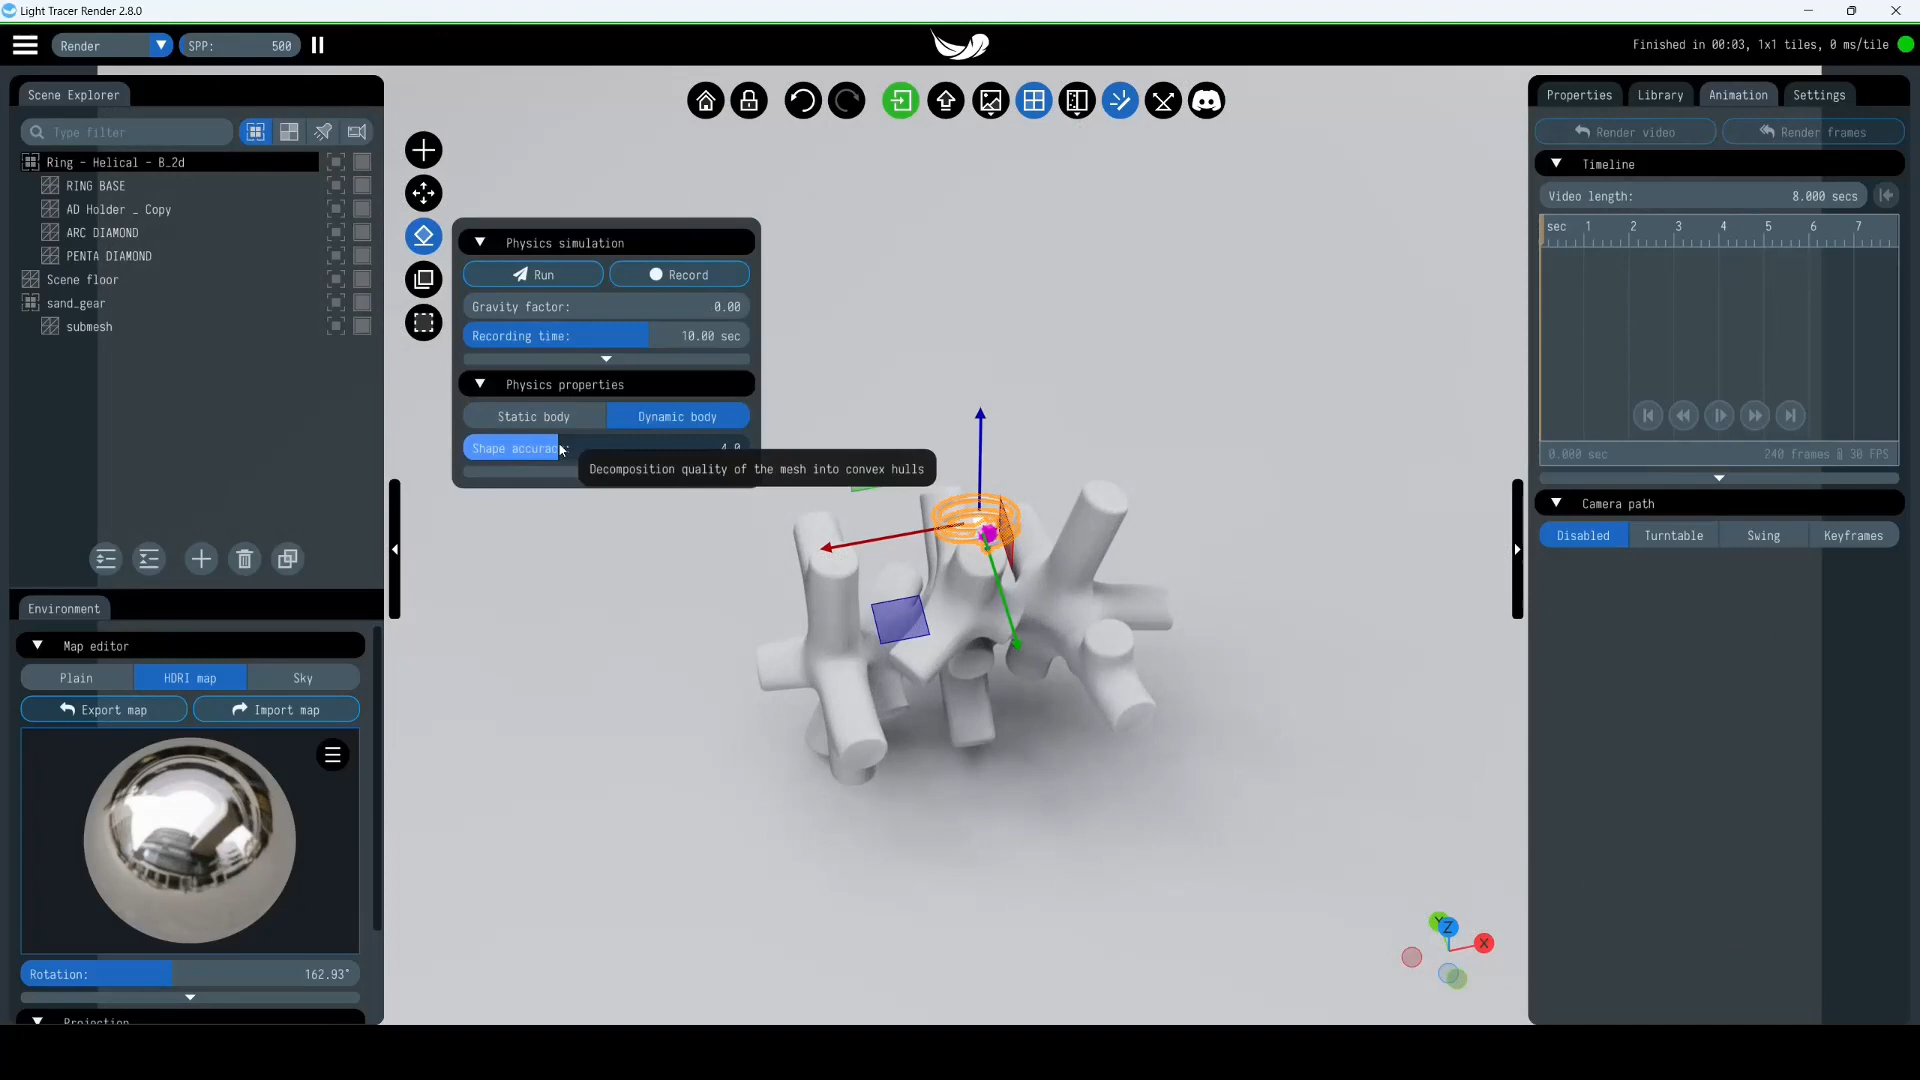 Light Tracer Render 2.8.0
Render
SPP: 500
Finished in 00:03, 1x1 tiles, 0 ms/tile
Scene Explorer
Type filter
Ring - Helical - B_2d
RING BASE
AD Holder _ Copy
ARC DIAMOND
PENTA DIAMOND
Scene floor
sand_gear
submesh
Physics simulation
Run
Record
Gravity factor: 0.00
Recording time: 10.00 sec
Physics properties
Static body
Dynamic body
Shape accurac
Decomposition quality of the mesh into convex hulls
Environment
Map editor
Plain
HDRI map
Sky
Export map
Import map
Rotation: 162.93°
Projection
Properties
Library
Animation
Settings
Render video
Render frames
Timeline
Video length: 8.000 secs
sec 1 2 3 4 5 6 7
0.000 sec
240 frames @ 30 FPS
Camera path
Disabled
Turntable
Swing
Keyframes
Y
Z
X